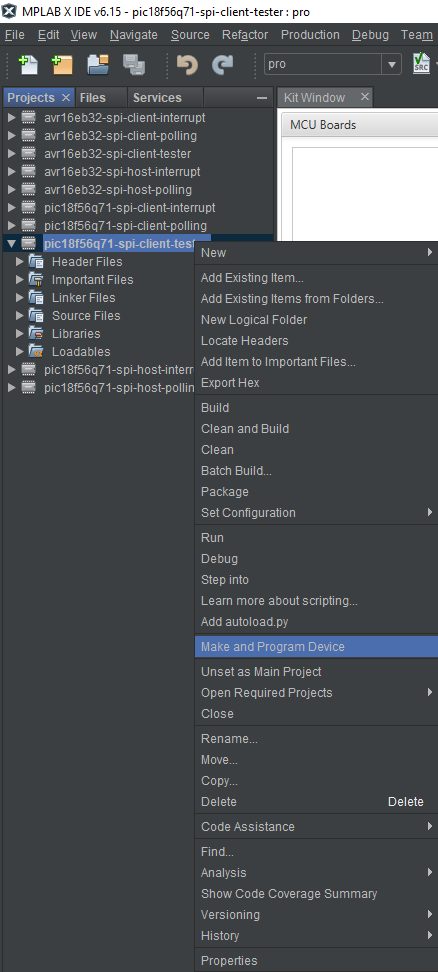 MPLAB X IDE v6.15 - pic18f56q71-spi-client-tester : pro
File Edit View Navigate Source Refactor Production Debug Team
pro
SRC
Projects Files Services
Kit Window
MCU Boards
avr16eb32-spi-client-interrupt
avr16eb32-spi-client-polling
avr16eb32-spi-client-tester
avr16eb32-spi-host-interrupt
avr16eb32-spi-host-polling
pic18f56q71-spi-client-interrupt
pic18f56q71-spi-client-polling
pic18f56q71-spi-client-test
Header Files
Important Files
Linker Files
Source Files
Libraries
Loadables
pic18f56q71-spi-host-interr
pic18f56q71-spi-host-pollin
New
Add Existing Item...
Add Existing Items from Folders...
New Logical Folder
Locate Headers
Add Item to Important Files...
Export Hex
Build
Clean and Build
Clean
Batch Build...
Package
Set Configuration
Run
Debug
Step into
Learn more about scripting...
Add autoload.py
Make and Program Device
Unset as Main Project
Open Required Projects
Close
Rename...
Move...
Copy...
Delete Delete
Code Assistance
Find...
Analysis
Show Code Coverage Summary
Versioning
History
Properties